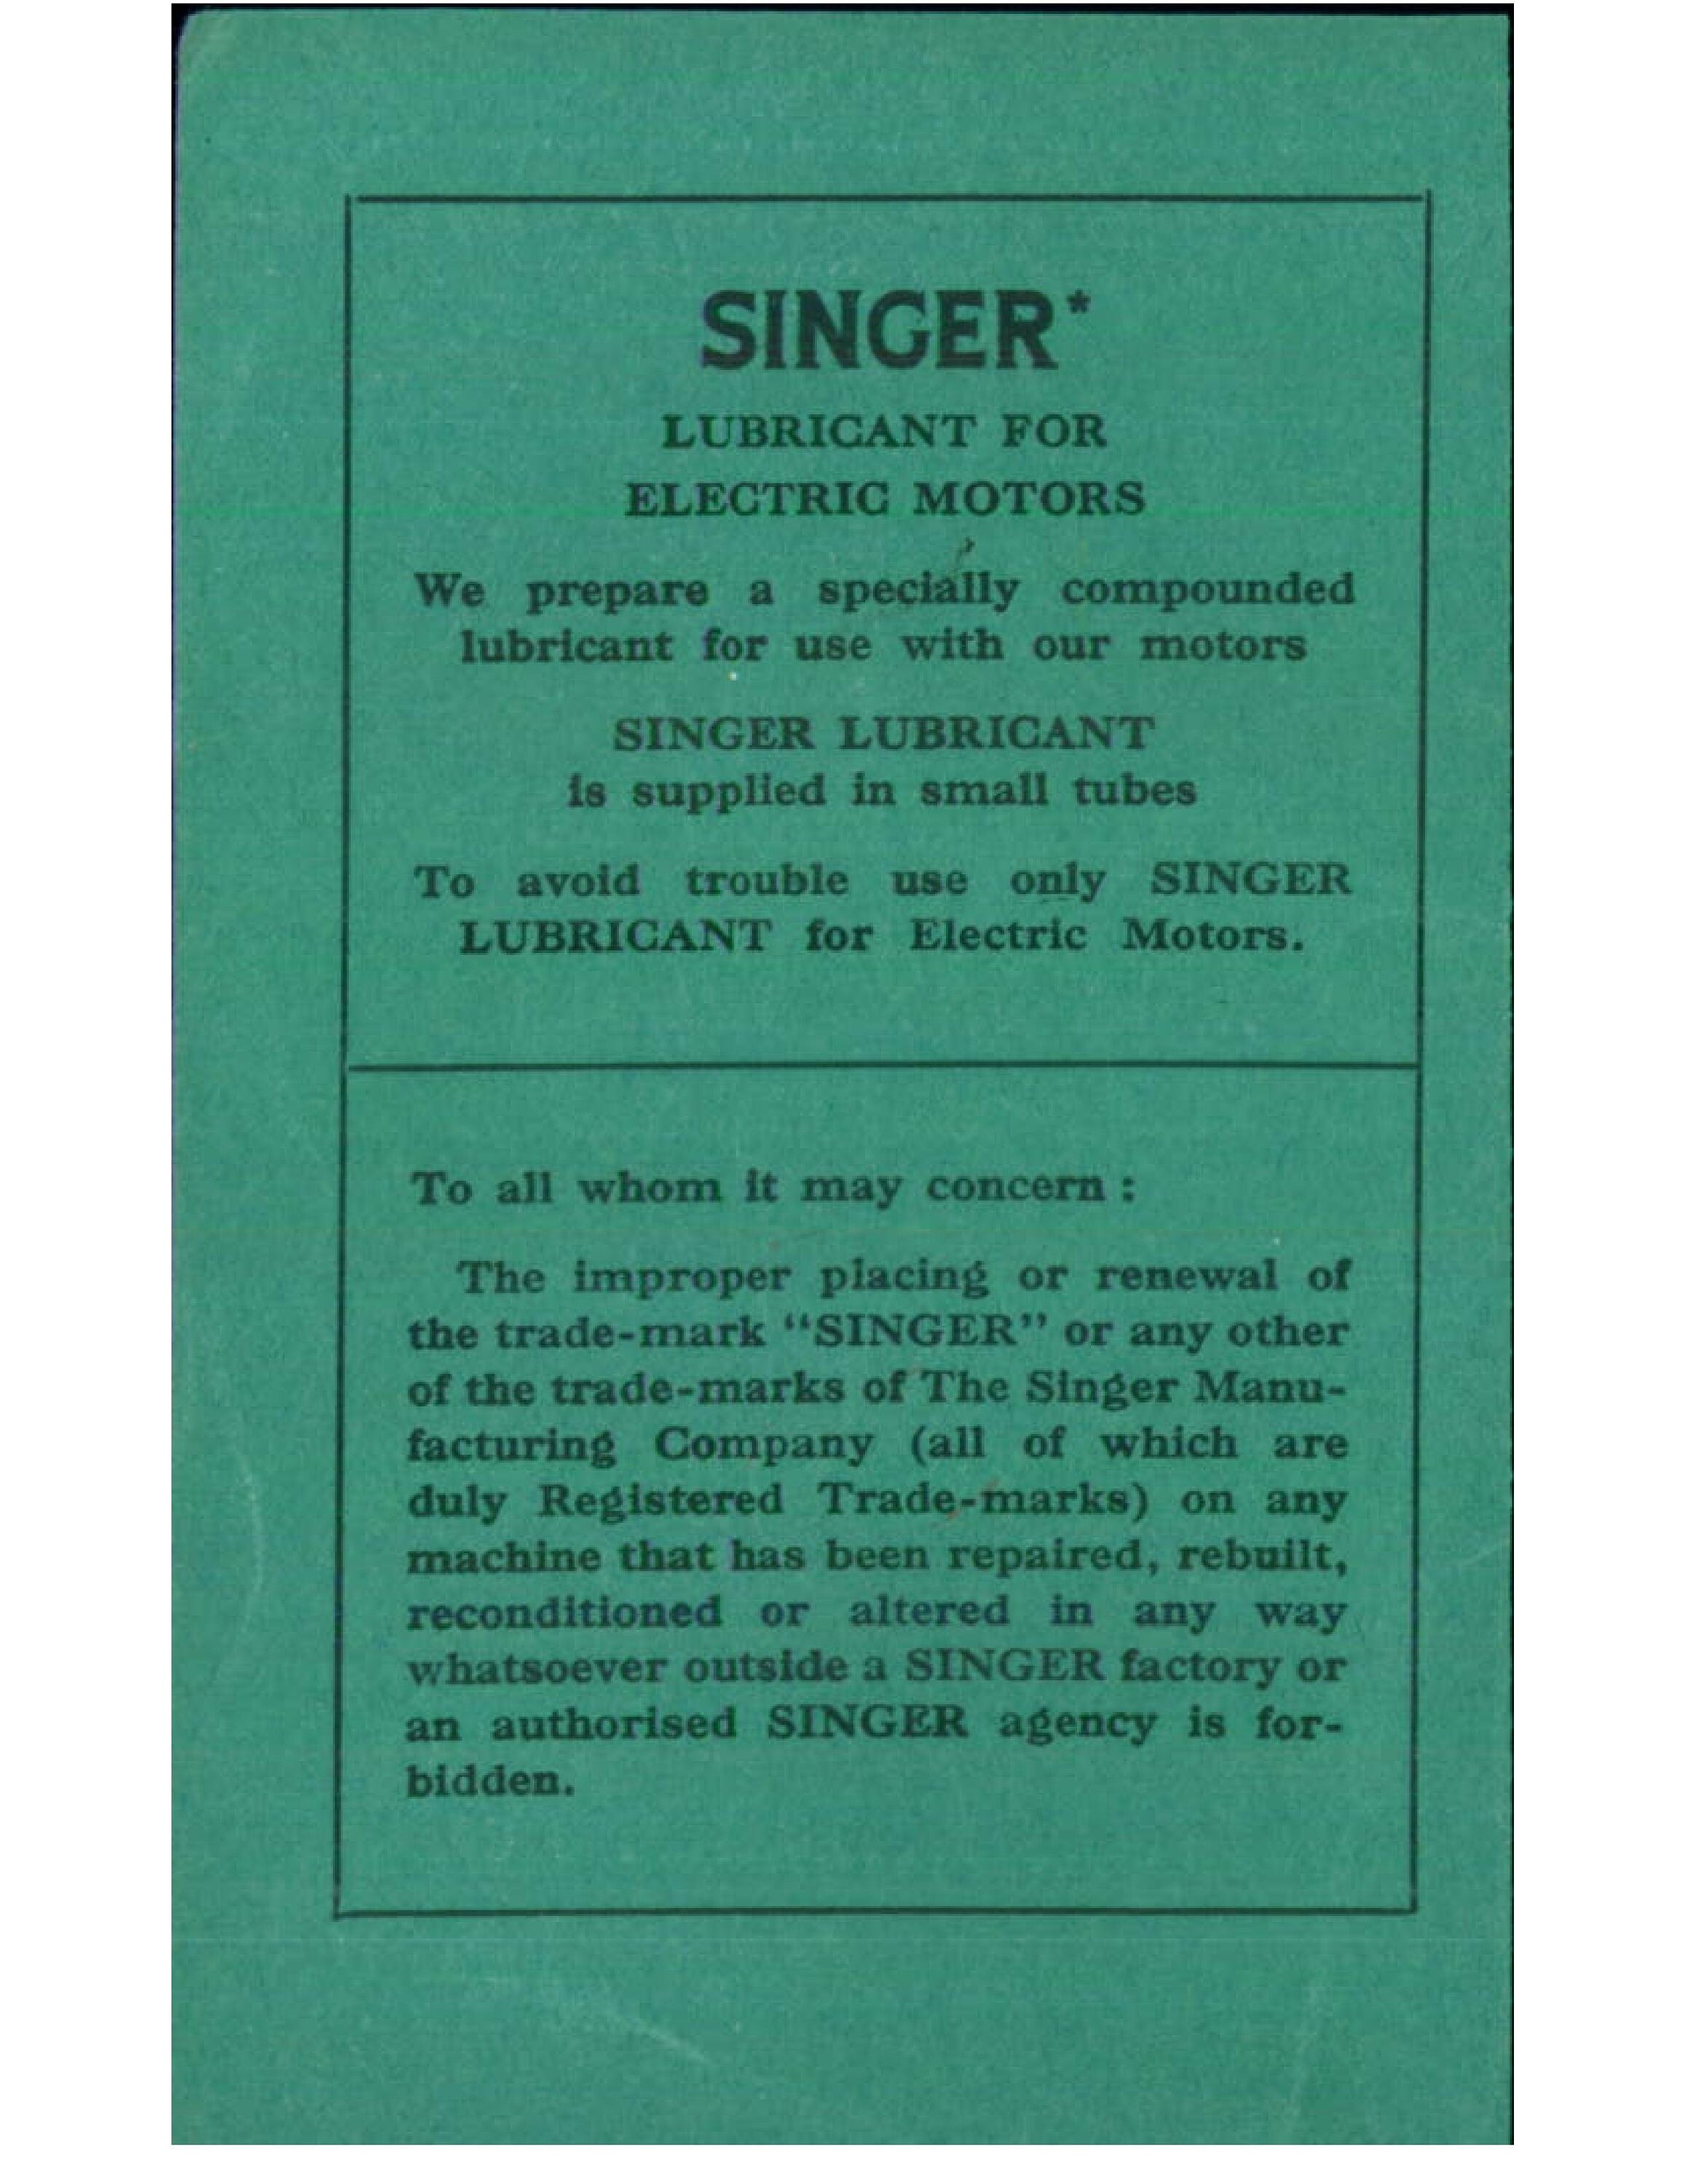 SINGER*
LUBRICANT FOR
ELECTRIC MOTORS
We prepare a specially compounded
lubricant for use with our motors
SINGER LUBRICANT
is supplied in small tubes
To avoid trouble use only SINGER
LUBRICANT for Electric Motors.
To all whom it may concern :
The improper placing or renewal of
the trade-mark “SINGER” or any other
of the trade-marks of The Singer Manu-
facturing Company (all of which are
duly Registered Trade-marks) on any
machine that has been repaired, rebuilt,
reconditioned or altered in any way
whatsoever outside a SINGER factory or
an authorised SINGER agency is for-
bidden.